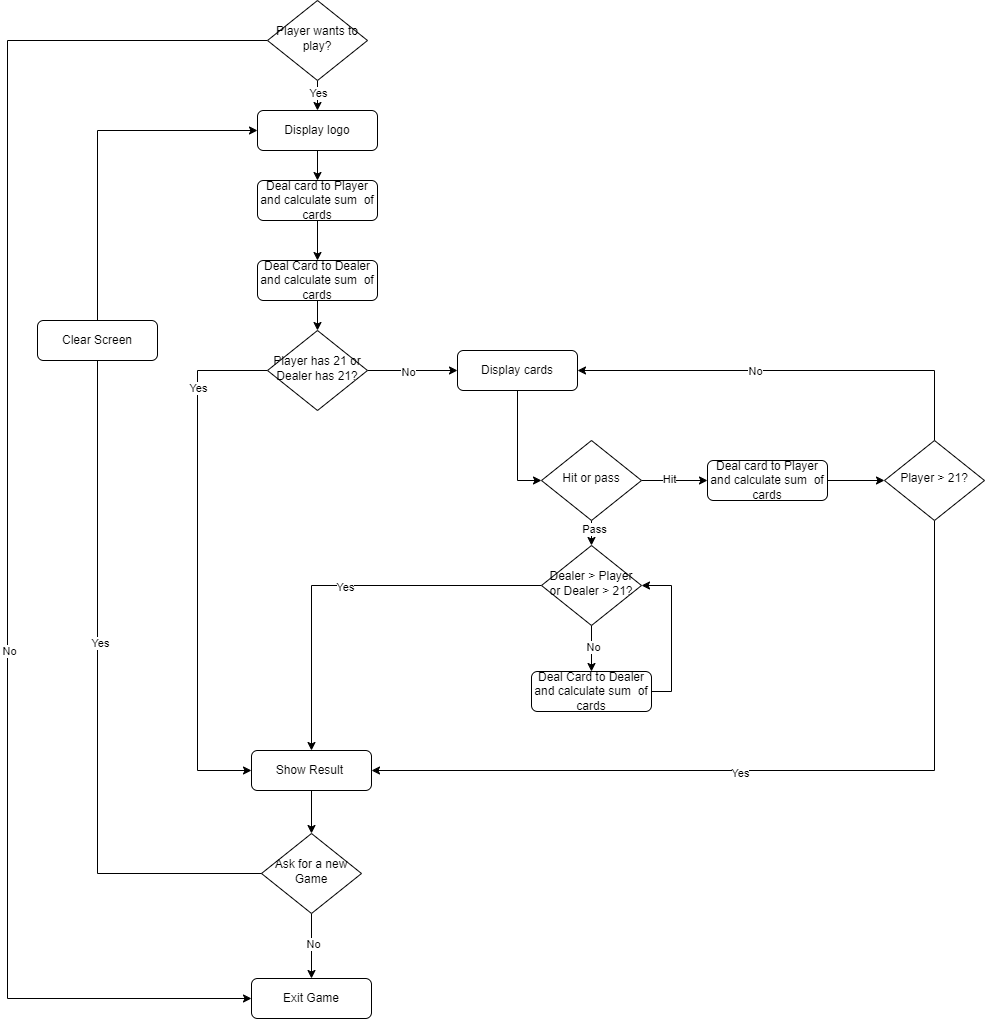 Player wants to
play?
Yes
Display logo
Deal card to Player
and calculate sum of
cards
Deal Card to Dealer
and calculate sum of
cards
Clear Screen
Player has 21 or
Dealer has 21?
No
Display cards
No
Yes
Hit or pass
Hit
Deal card to Player
and calculate sum of
cards
Player > 21?
Pass
Dealer > Player
or Dealer > 21?
Yes
No
Yes
No
Deal Card to Dealer
and calculate sum of
cards
Show Result
Yes
Ask for a new
Game
No
Exit Game